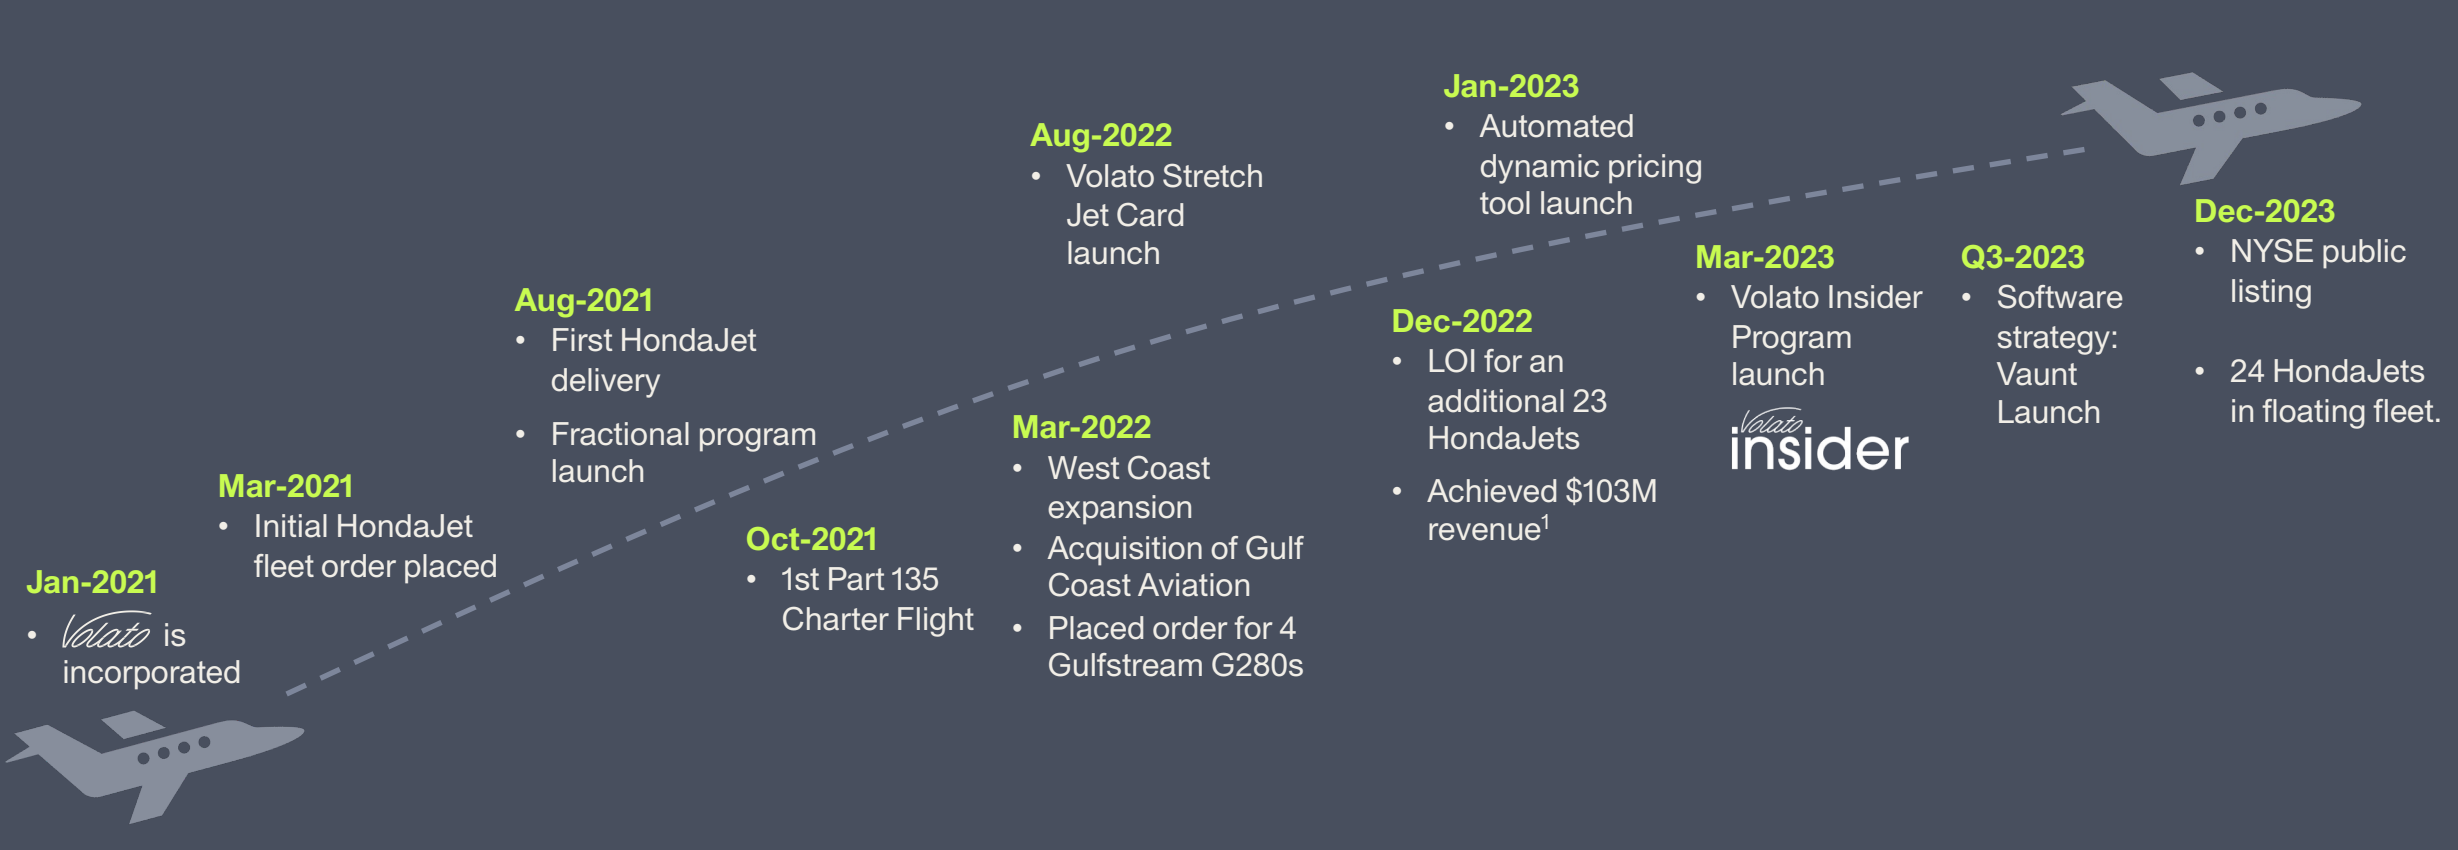 Jan-2021
• Volato is
incorporated
Mar-2021
• Initial HondaJet
fleet order placed
Aug-2021
• First HondaJet
delivery
• Fractional program
launch
Oct-2021
• 1st Part 135
Charter Flight
Mar-2022
• West Coast
expansion
• Acquisition of Gulf
Coast Aviation
• Placed order for 4
Gulfstream G280s
Aug-2022
• Volato Stretch
Jet Card
launch
Dec-2022
• LOI for an
additional 23
HondaJets
• Achieved $103M
revenue¹
Jan-2023
• Automated
dynamic pricing
tool launch
Mar-2023
• Volato Insider
Program
launch
Volato
insider
Q3-2023
• Software
strategy:
Vaunt
Launch
Dec-2023
• NYSE public
listing
• 24 HondaJets
in floating fleet.